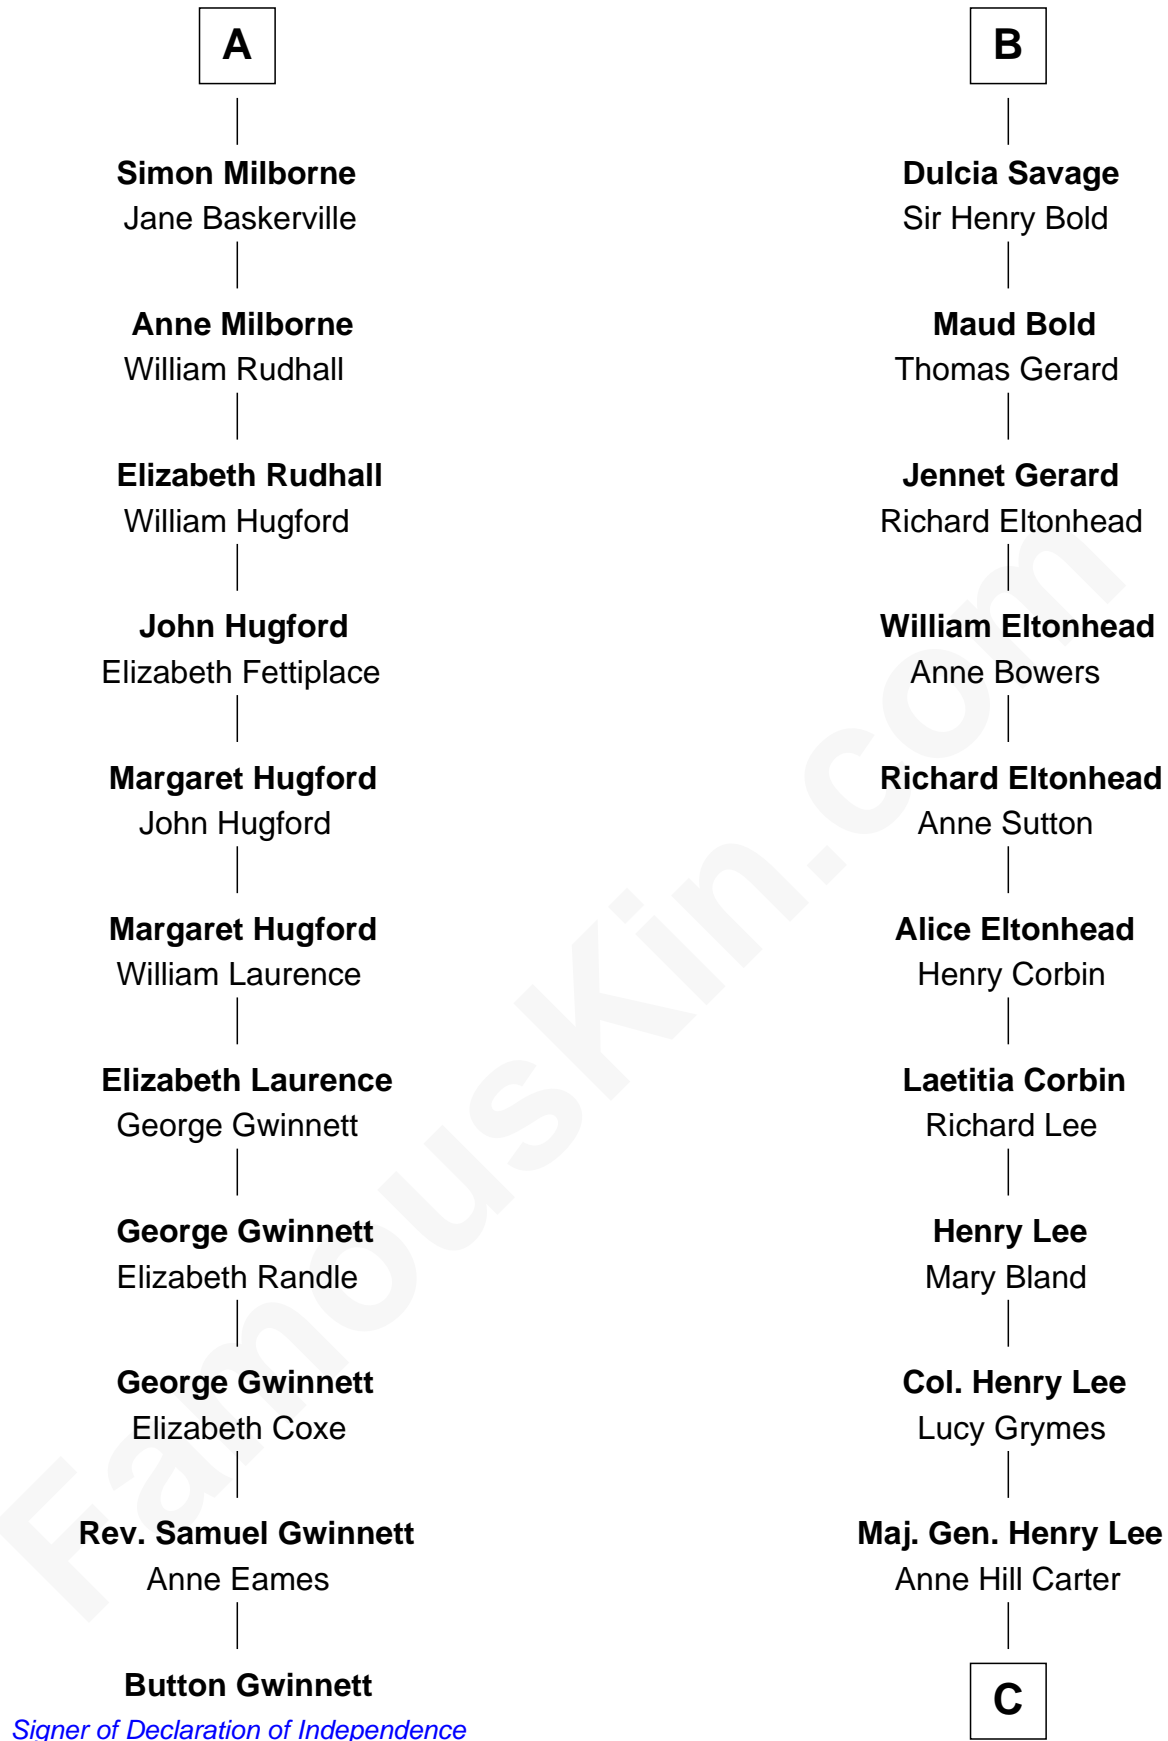 A
Simon Milborne
Jane Baskerville
Anne Milborne
William Rudhall
Elizabeth Rudhall
William Hugford
John Hugford
Elizabeth Fettiplace
Margaret Hugford
John Hugford
Margaret Hugford
William Laurence
Elizabeth Laurence
George Gwinnett
George Gwinnett
Elizabeth Randle
George Gwinnett
Elizabeth Coxe
Rev. Samuel Gwinnett
Anne Eames
Button Gwinnett
Signer of Declaration of Independence
B
Dulcia Savage
Sir Henry Bold
Maud Bold
Thomas Gerard
Jennet Gerard
Richard Eltonhead
William Eltonhead
Anne Bowers
Richard Eltonhead
Anne Sutton
Alice Eltonhead
Henry Corbin
Laetitia Corbin
Richard Lee
Henry Lee
Mary Bland
Col. Henry Lee
Lucy Grymes
Maj. Gen. Henry Lee
Anne Hill Carter
C
FamousKin.com